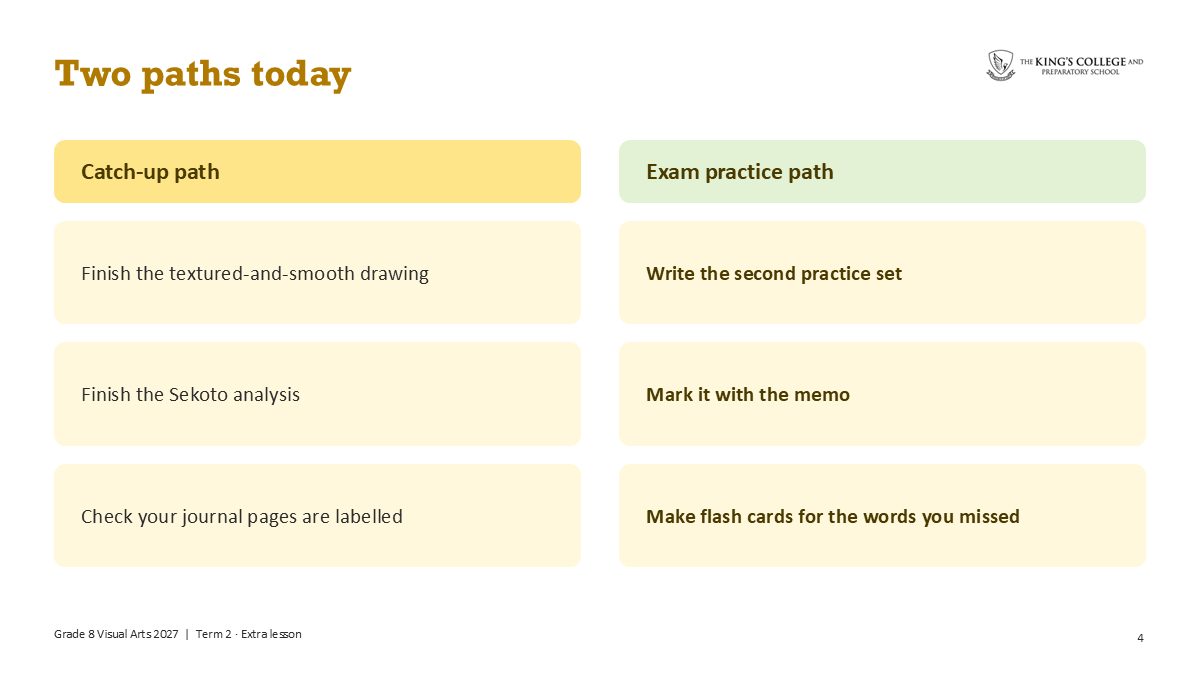 Two paths today
THE KING'S COLLEGE AND
PREPARATORY SCHOOL
Catch-up path
Finish the textured-and-smooth drawing
Finish the Sekoto analysis
Check your journal pages are labelled
Exam practice path
Write the second practice set
Mark it with the memo
Make flash cards for the words you missed
Grade 8 Visual Arts 2027 | Term 2 · Extra lesson
4